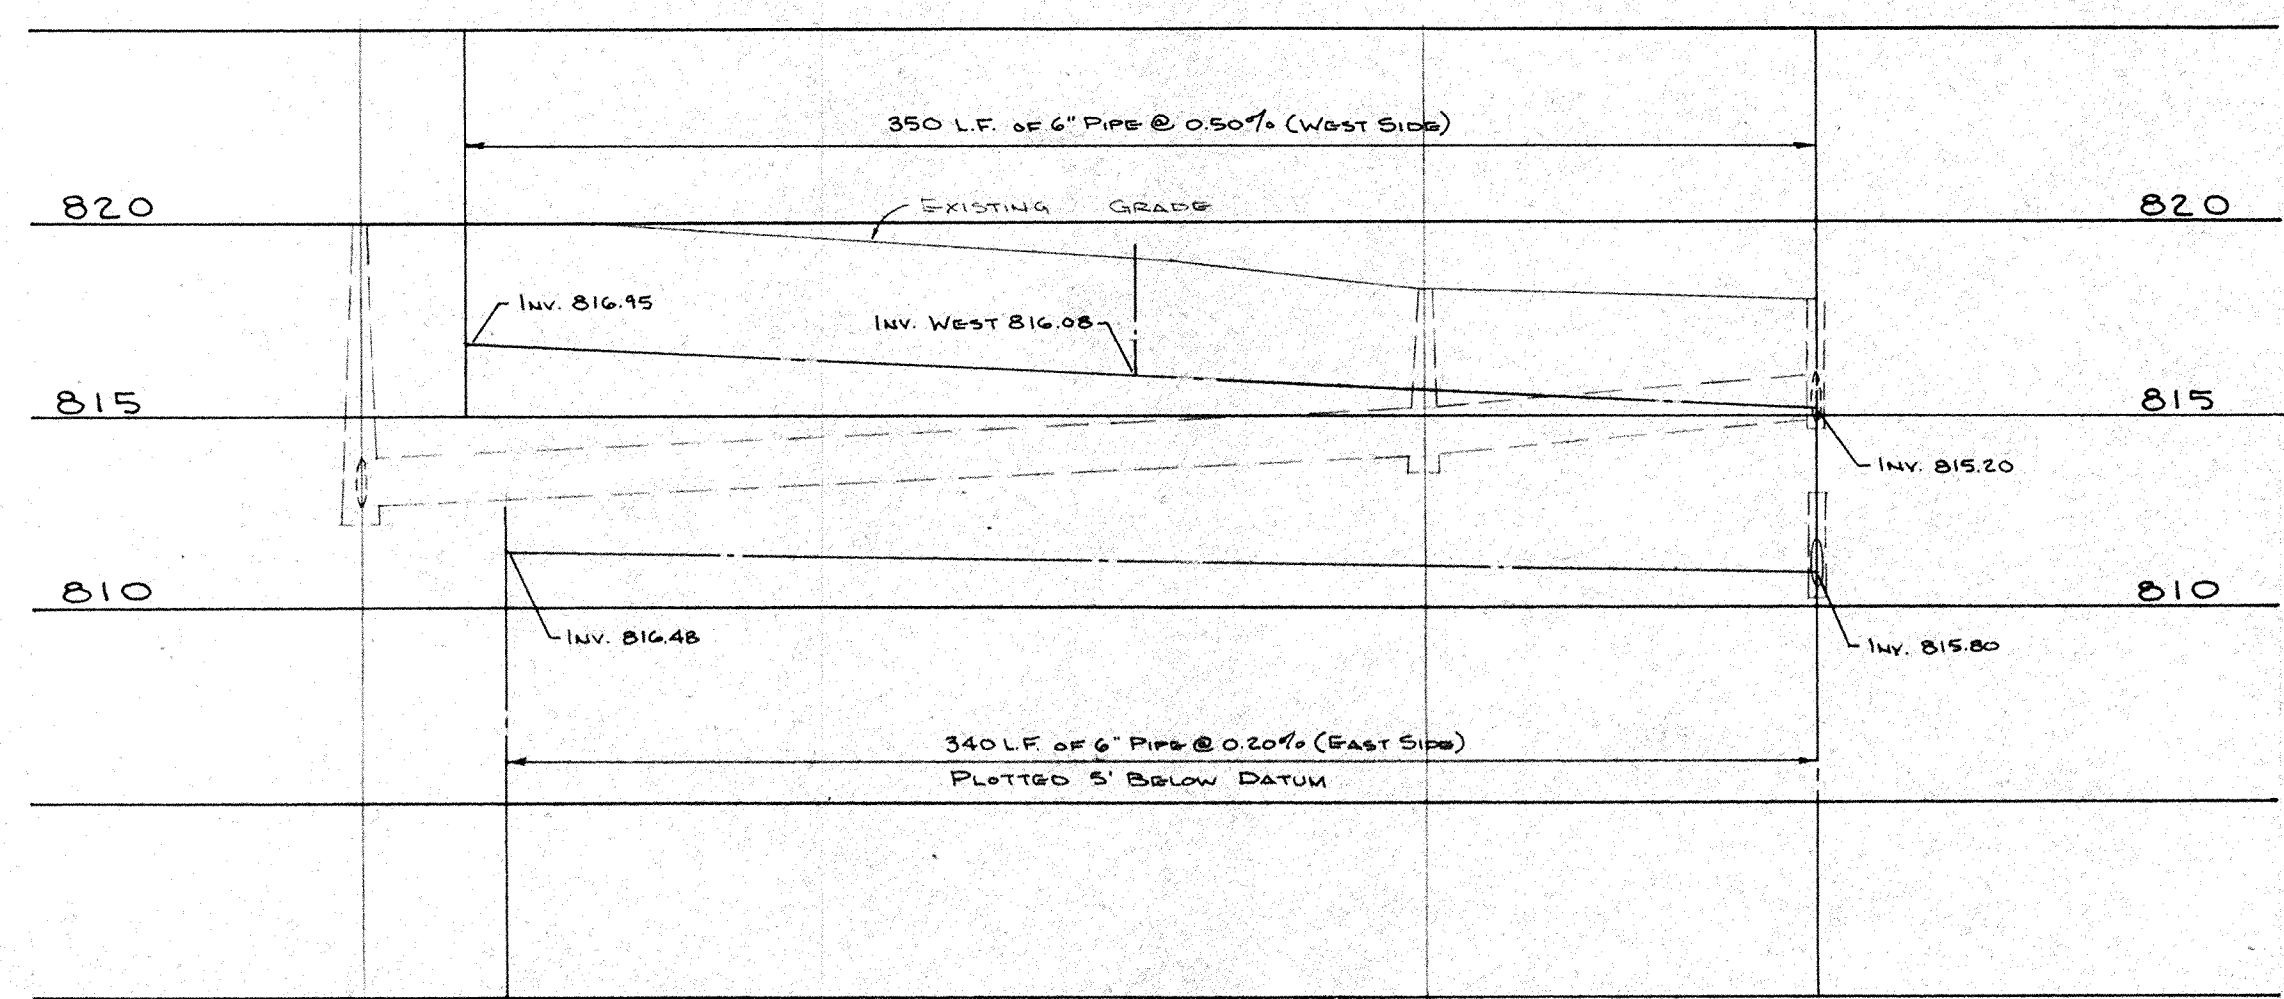 350 L.F. OF 6" PIPE @ 0.50% (WEST SIDE)
820
EXISTING GRADE
820
INV. 816.95
INV. WEST 816.08
815
815
INV. 815.20
810
810
INV. 816.48
INV. 815.80
340 L.F. OF 6" PIPE @ 0.20% (EAST SIDE)
PLOTTED 5' BELOW DATUM